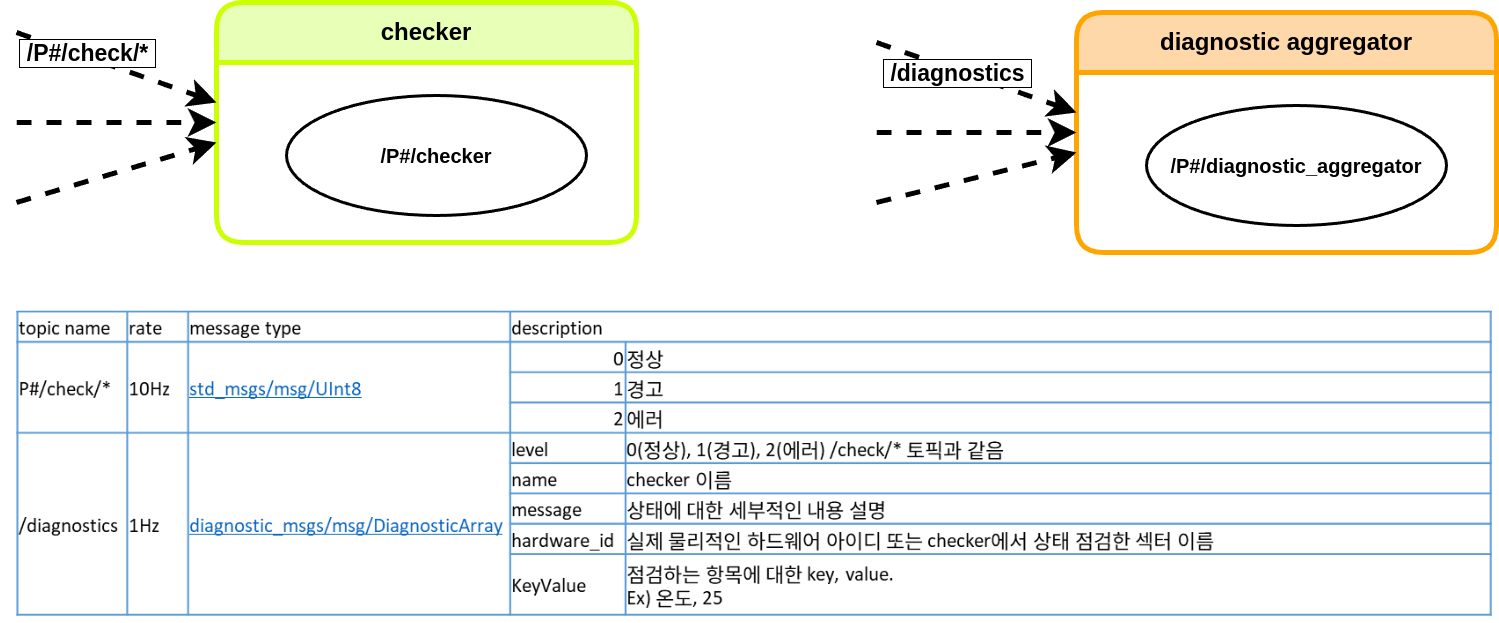 checker
/P#/check/*
/P#/checker
diagnostic aggregator
/diagnostics
/P#/diagnostic_aggregator
topic name rate message type description
P#/check/* 10Hz std_msgs/msg/UInt8
0 정상
1 경고
2 에러
/diagnostics 1Hz diagnostic_msgs/msg/DiagnosticArray
level 0(정상), 1(경고), 2(에러) /check/* 토픽과 같음
name checker 이름
message 상태에 대한 세부적인 내용 설명
hardware_id 실제 물리적인 하드웨어 아이디 또는 checker에서 상태 점검한 섹터 이름
KeyValue 점검하는 항목에 대한 key, value.
Ex) 온도, 25